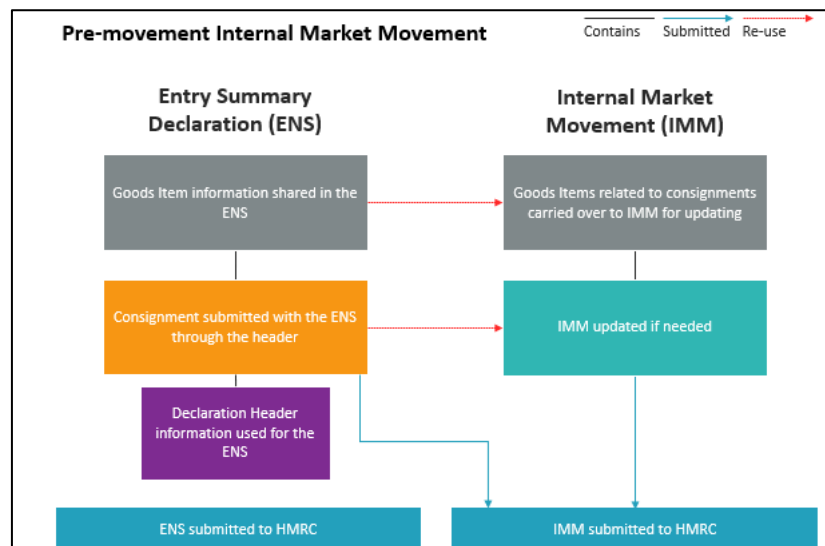 Pre-movement Internal Market Movement
Contains
Submitted
Re-use
Entry Summary
Declaration (ENS)
Internal Market
Movement (IMM)
Goods Item information shared in the
ENS
Goods Items related to consignments
carried over to IMM for updating
Consignment submitted with the ENS
through the header
IMM updated if needed
Declaration Header
information used for the
ENS
ENS submitted to HMRC
IMM submitted to HMRC